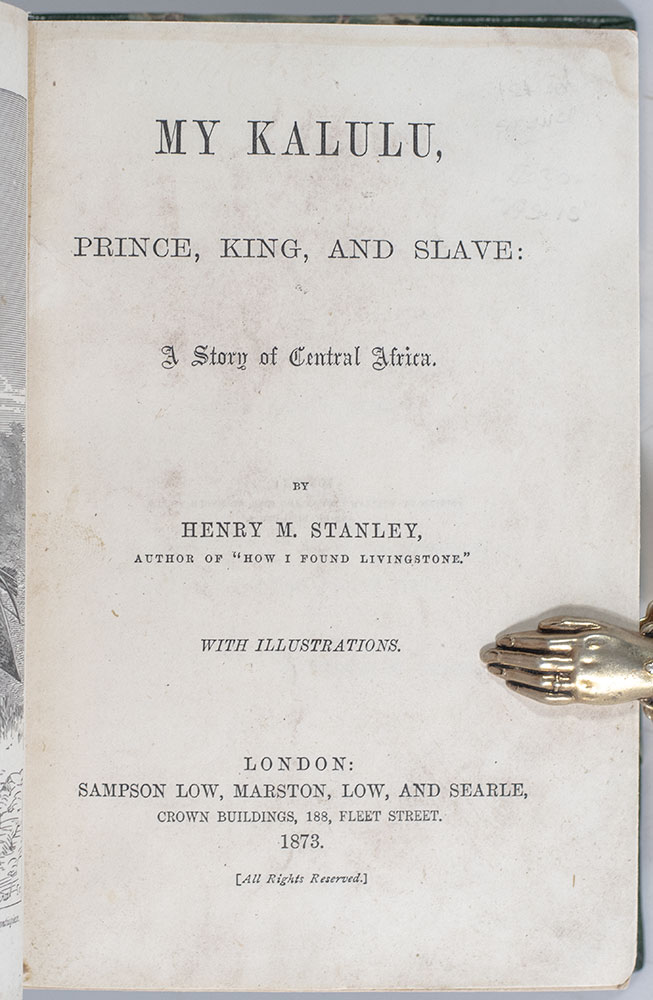 MY KALULU,
PRINCE, KING, AND SLAVE:
A Story of Central Africa.
BY
HENRY M. STANLEY,
AUTHOR OF "HOW I FOUND LIVINGSTONE."
WITH ILLUSTRATIONS.
LONDON:
SAMPSON LOW, MARSTON, LOW, AND SEARLE,
CROWN BUILDINGS, 188, FLEET STREET.
1873.
[All Rights Reserved.]